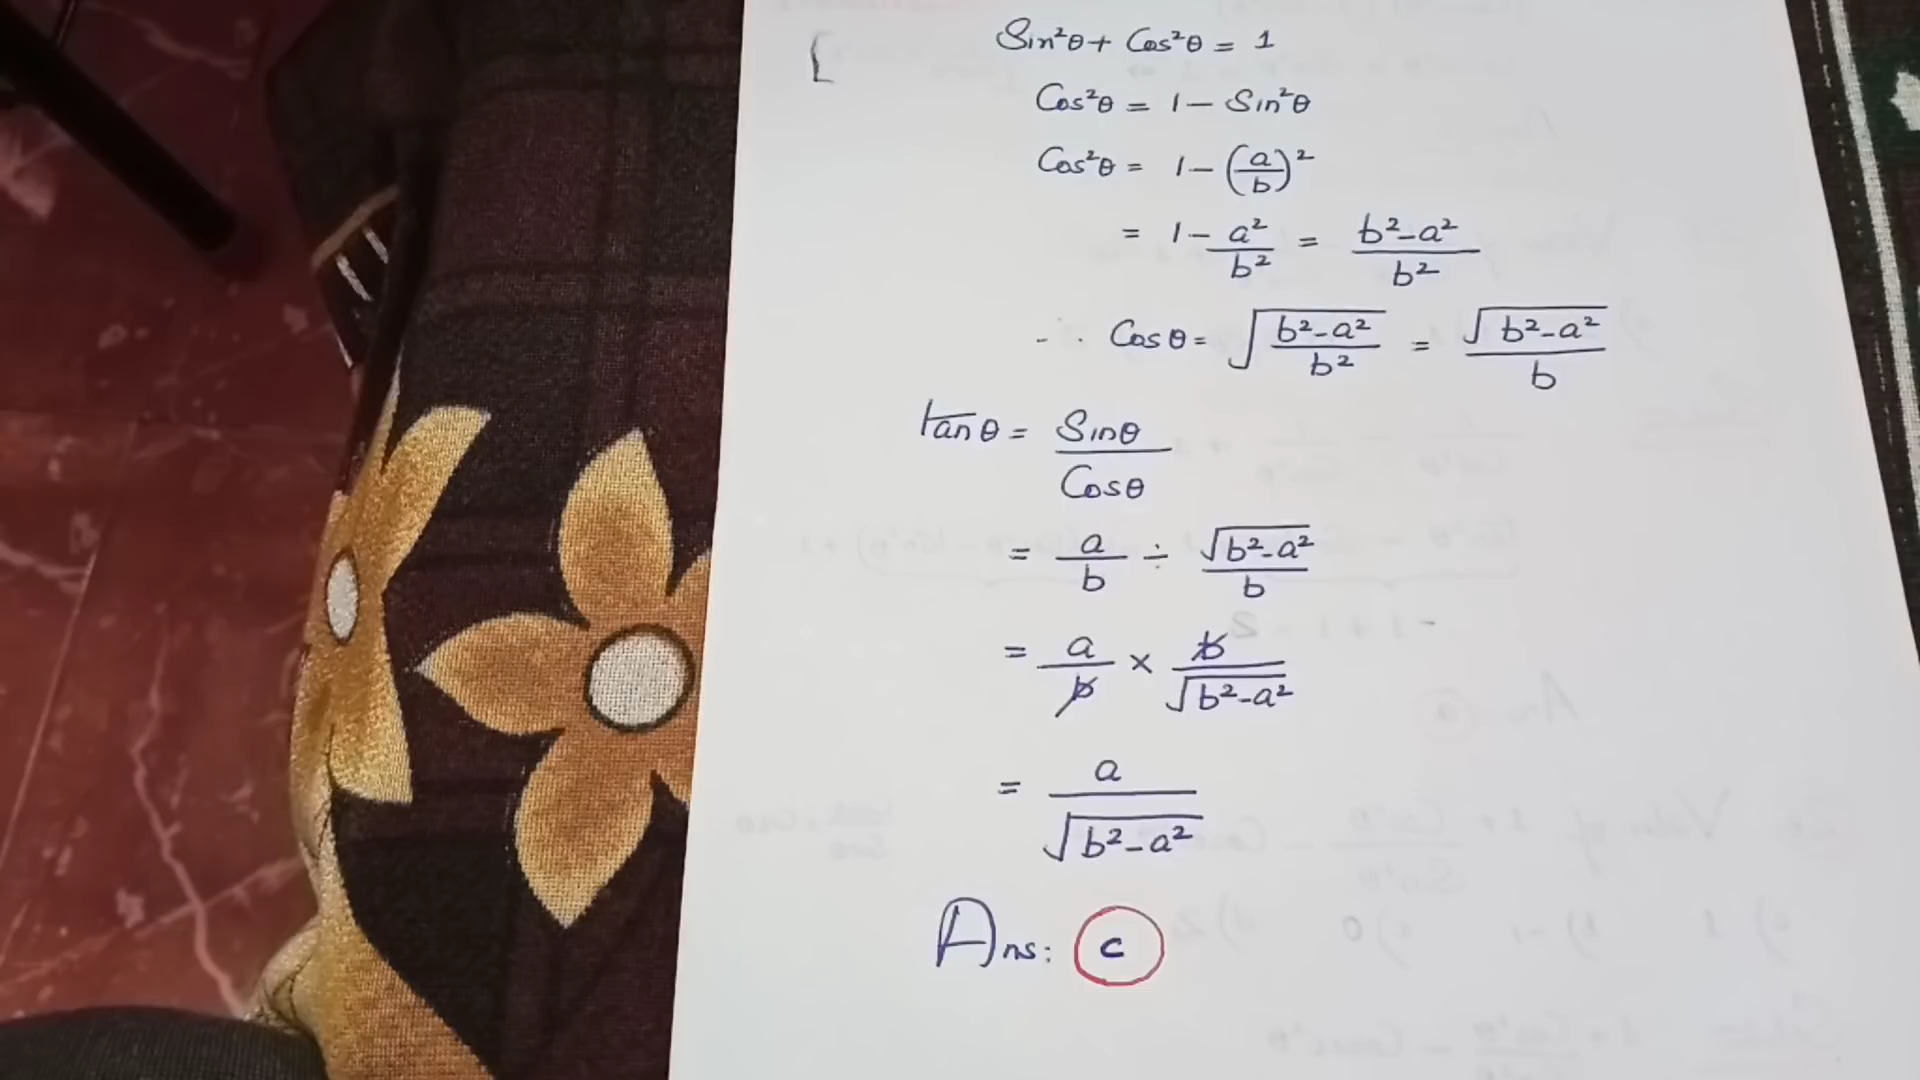 [
Sin²θ + Cos²θ = 1
Cos²θ = 1 - Sin²θ
Cos²θ = 1 - (a/b)²
= 1 - a²/b² = b²-a²/b²
∴ Cosθ = √(b²-a²/b²) = √(b²-a²)/b
tanθ = Sinθ/Cosθ
= a/b ÷ √(b²-a²)/b
= a/b × b/√(b²-a²)
= a/√(b²-a²)
Ans: c